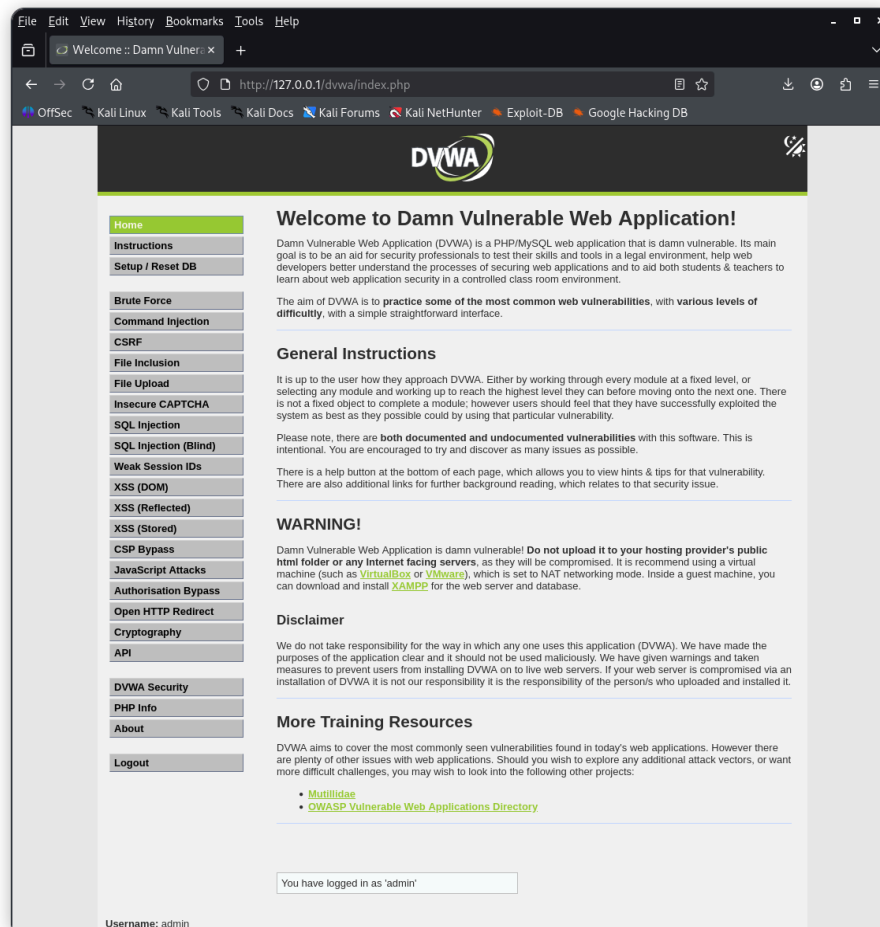 File Edit View History Bookmarks Tools Help
Welcome :: Damn Vulnera
http://127.0.0.1/dvwa/index.php
OffSec Kali Linux Kali Tools Kali Docs Kali Forums Kali NetHunter Exploit-DB Google Hacking DB
DVWA
Home
Instructions
Setup / Reset DB
Brute Force
Command Injection
CSRF
File Inclusion
File Upload
Insecure CAPTCHA
SQL Injection
SQL Injection (Blind)
Weak Session IDs
XSS (DOM)
XSS (Reflected)
XSS (Stored)
CSP Bypass
JavaScript Attacks
Authorisation Bypass
Open HTTP Redirect
Cryptography
API
DVWA Security
PHP Info
About
Logout
Welcome to Damn Vulnerable Web Application!
Damn Vulnerable Web Application (DVWA) is a PHP/MySQL web application that is damn vulnerable. Its main
goal is to be an aid for security professionals to test their skills and tools in a legal environment, help web
developers better understand the processes of securing web applications and to aid both students & teachers to
learn about web application security in a controlled class room environment.
The aim of DVWA is to practice some of the most common web vulnerabilities, with various levels of
difficultly, with a simple straightforward interface.
General Instructions
It is up to the user how they approach DVWA. Either by working through every module at a fixed level, or
selecting any module and working up to reach the highest level they can before moving onto the next one. There
is not a fixed object to complete a module; however users should feel that they have successfully exploited the
system as best as they possible could by using that particular vulnerability.
Please note, there are both documented and undocumented vulnerabilities with this software. This is
intentional. You are encouraged to try and discover as many issues as possible.
There is a help button at the bottom of each page, which allows you to view hints & tips for that vulnerability.
There are also additional links for further background reading, which relates to that security issue.
WARNING!
Damn Vulnerable Web Application is damn vulnerable! Do not upload it to your hosting provider's public
html folder or any Internet facing servers, as they will be compromised. It is recommend using a virtual
machine (such as VirtualBox or VMware), which is set to NAT networking mode. Inside a guest machine, you
can download and install XAMPP for the web server and database.
Disclaimer
We do not take responsibility for the way in which any one uses this application (DVWA). We have made the
purposes of the application clear and it should not be used maliciously. We have given warnings and taken
measures to prevent users from installing DVWA on to live web servers. If your web server is compromised via an
installation of DVWA it is not our responsibility it is the responsibility of the person/s who uploaded and installed it.
More Training Resources
DVWA aims to cover the most commonly seen vulnerabilities found in today's web applications. However there
are plenty of other issues with web applications. Should you wish to explore any additional attack vectors, or want
more difficult challenges, you may wish to look into the following other projects:
• Mutillidae
• OWASP Vulnerable Web Applications Directory
You have logged in as 'admin'
Username: admin